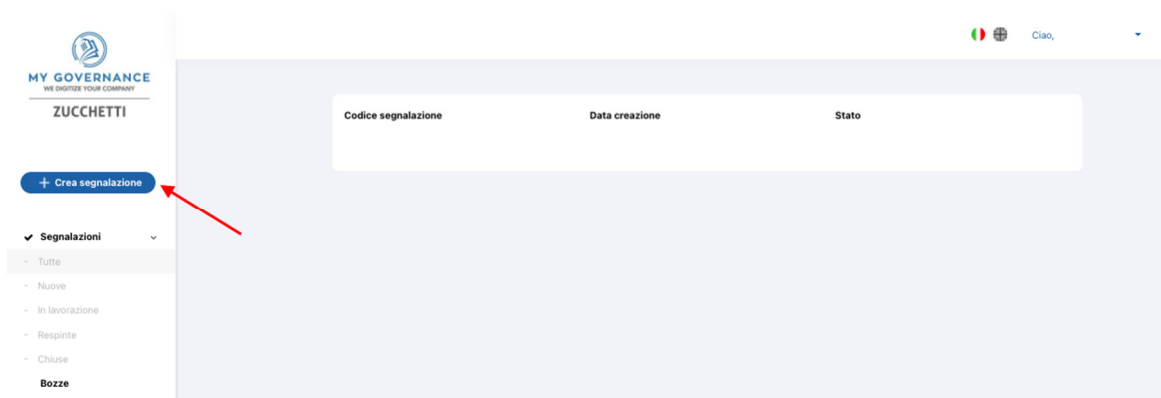 MY GOVERNANCE
WE DIGITIZE YOUR COMPANY
ZUCCHETTI
Ciao,
Codice segnalazione Data creazione Stato
+ Crea segnalazione
Segnalazioni
- Tutte
- Nuove
- In lavorazione
- Respinte
- Chiuse
Bozze